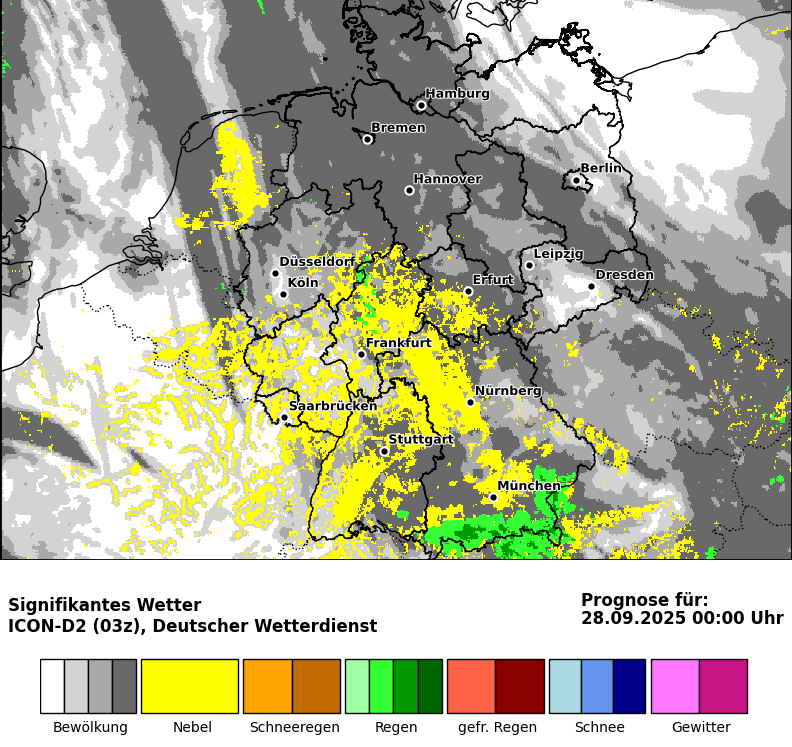 Hamburg
Bremen
Berlin
Hannover
Leipzig
Düsseldorf
Dresden
Köln
Erfurt
Frankfurt
Nürnberg
Saarbrücken
Stuttgart
München
Signifikantes Wetter
ICON-D2 (03z), Deutscher Wetterdienst
Prognose für:
28.09.2025 00:00 Uhr
Bewölkung Nebel Schneeregen Regen gefr. Regen Schnee Gewitter